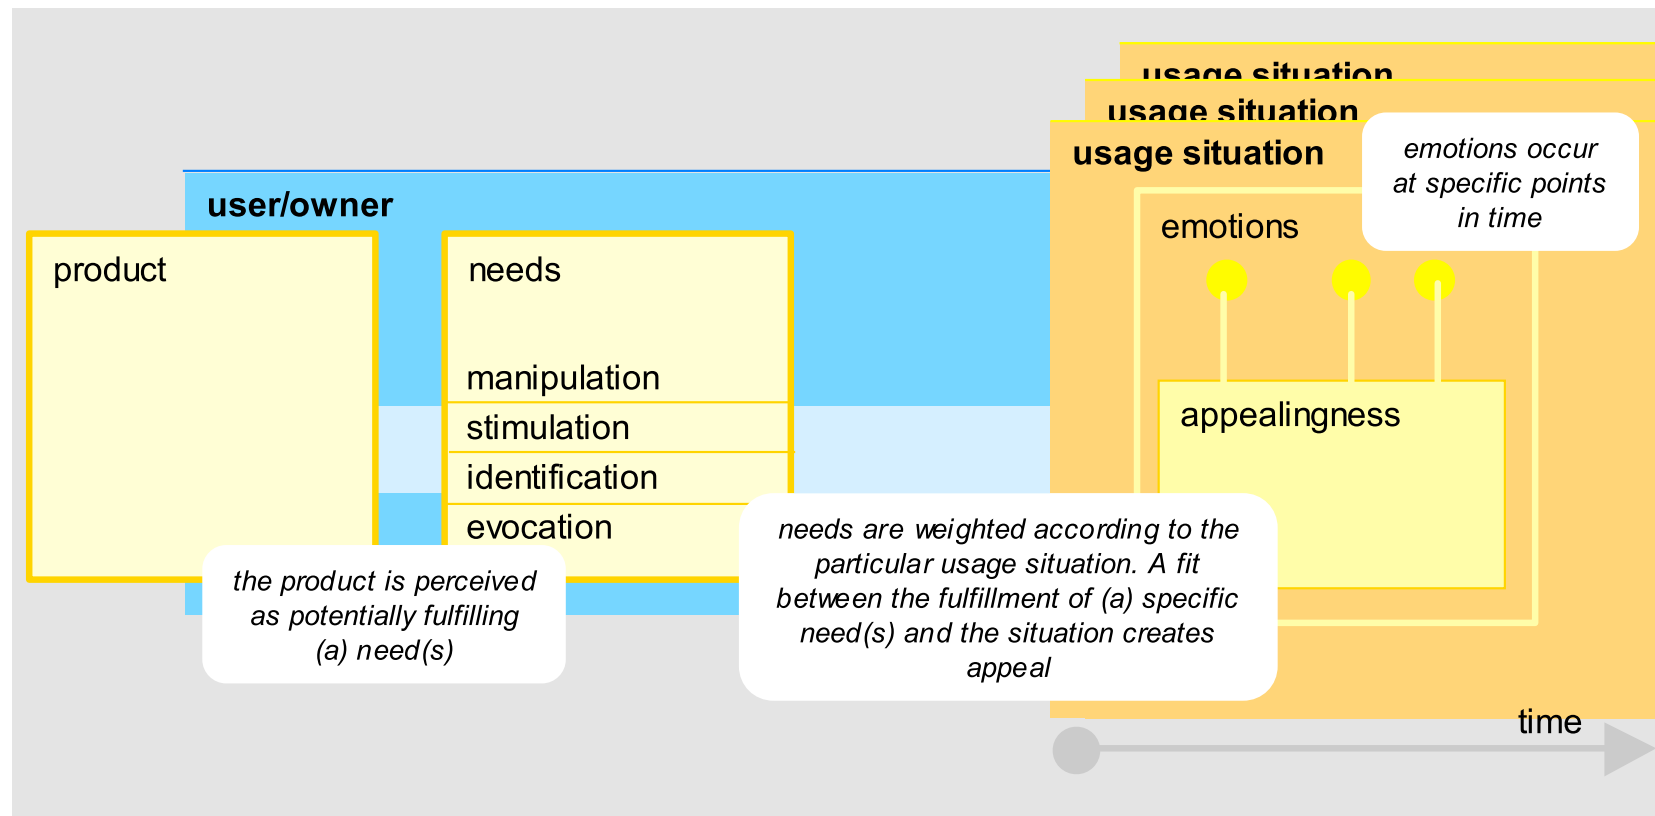 usage situation
usage situation
usage situation
emotions occur
at specific points
in time
user/owner
emotions
product
needs
manipulation
stimulation
identification
evocation
appealingness
the product is perceived
as potentially fulfilling
(a) need(s)
needs are weighted according to the
particular usage situation. A fit
between the fulfillment of (a) specific
need(s) and the situation creates
appeal
time